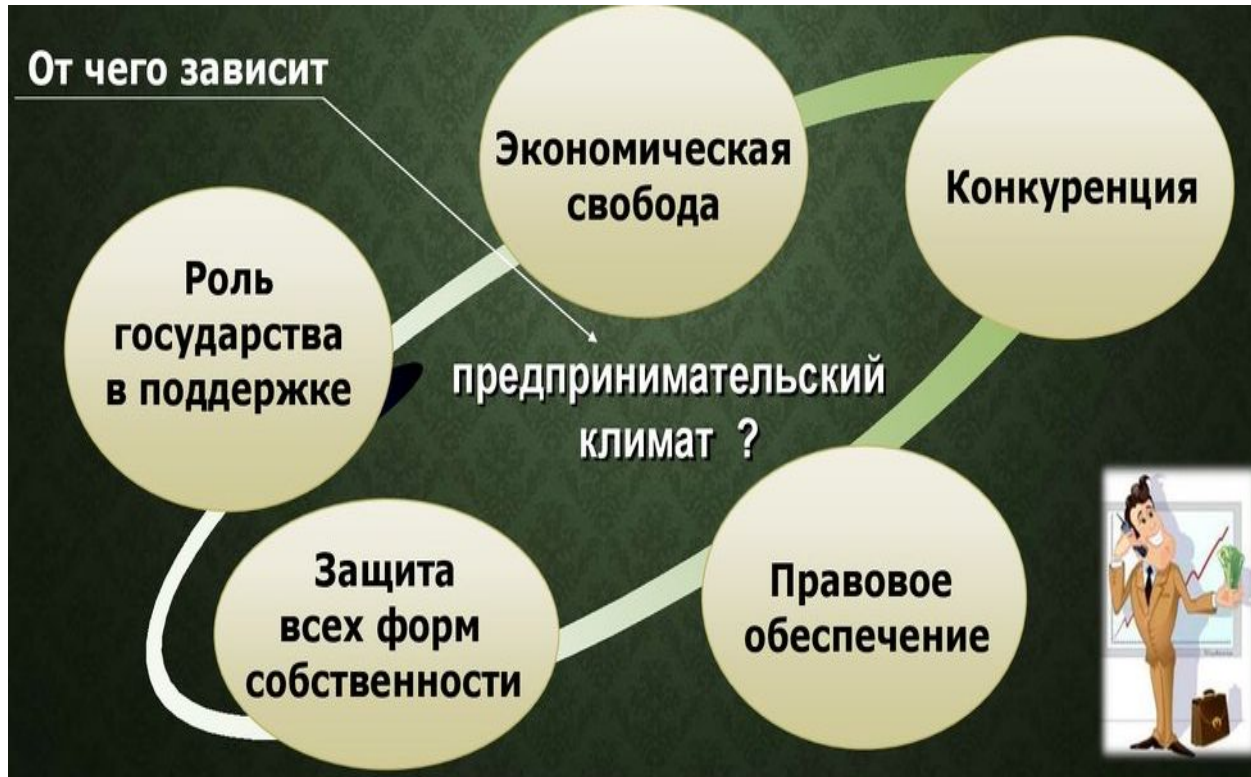 От чего зависит
Экономическая
свобода
Конкуренция
Роль
государства
в поддержке
предпринимательский
климат ?
Защита
всех форм
собственности
Правовое
обеспечение